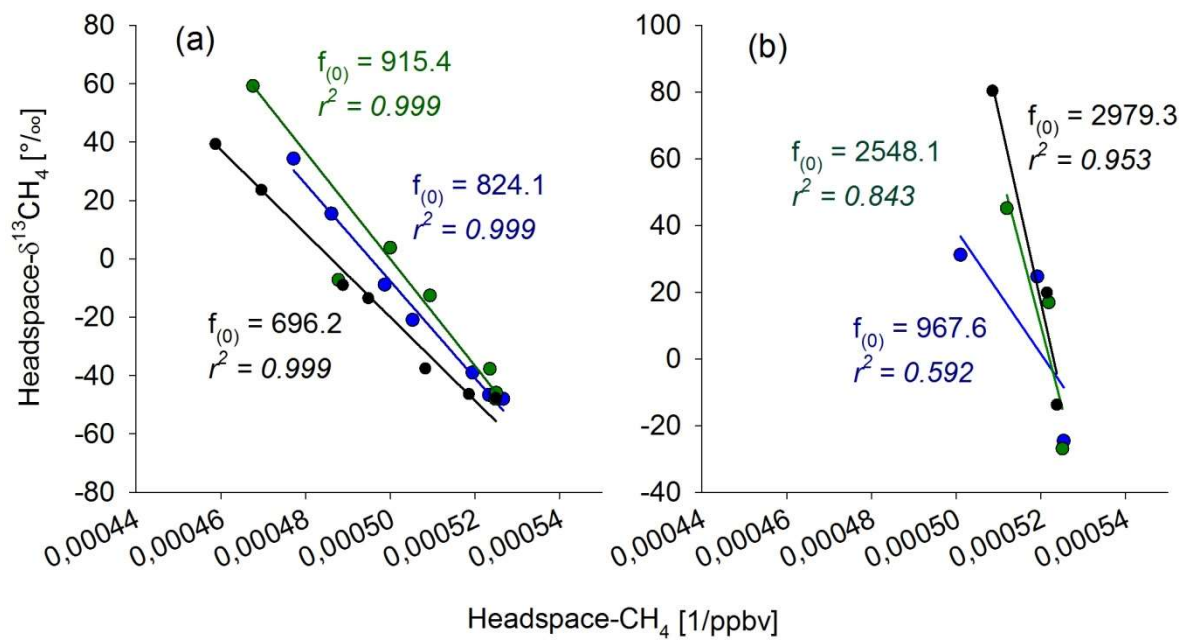 Headspace-δ¹³CH₄ [°/∞]
80
60
40
20
0
-20
-40
-60
-80
(a)
f₍₀₎ = 915.4
r² = 0.999
f₍₀₎ = 824.1
r² = 0.999
f₍₀₎ = 696.2
r² = 0.999
0,00044
0,00046
0,00048
0,00050
0,00052
0,00054
100
80
60
40
20
0
-20
-40
(b)
f₍₀₎ = 2979.3
r² = 0.953
f₍₀₎ = 2548.1
r² = 0.843
f₍₀₎ = 967.6
r² = 0.592
0,00044
0,00046
0,00048
0,00050
0,00052
0,00054
Headspace-CH₄ [1/ppbv]